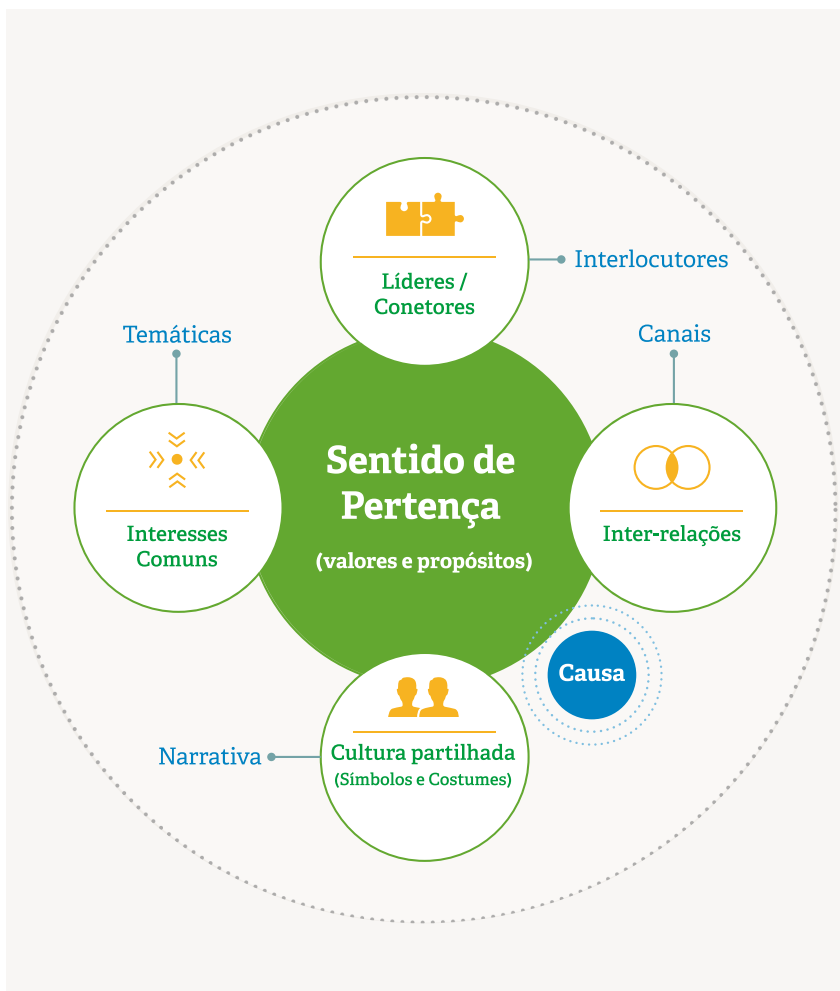 Líderes /
Conetores
Interlocutores
Temáticas
Canais
Interesses
Comuns
Sentido de
Pertença
(valores e propósitos)
Inter-relações
Causa
Narrativa
Cultura partilhada
(Símbolos e Costumes)